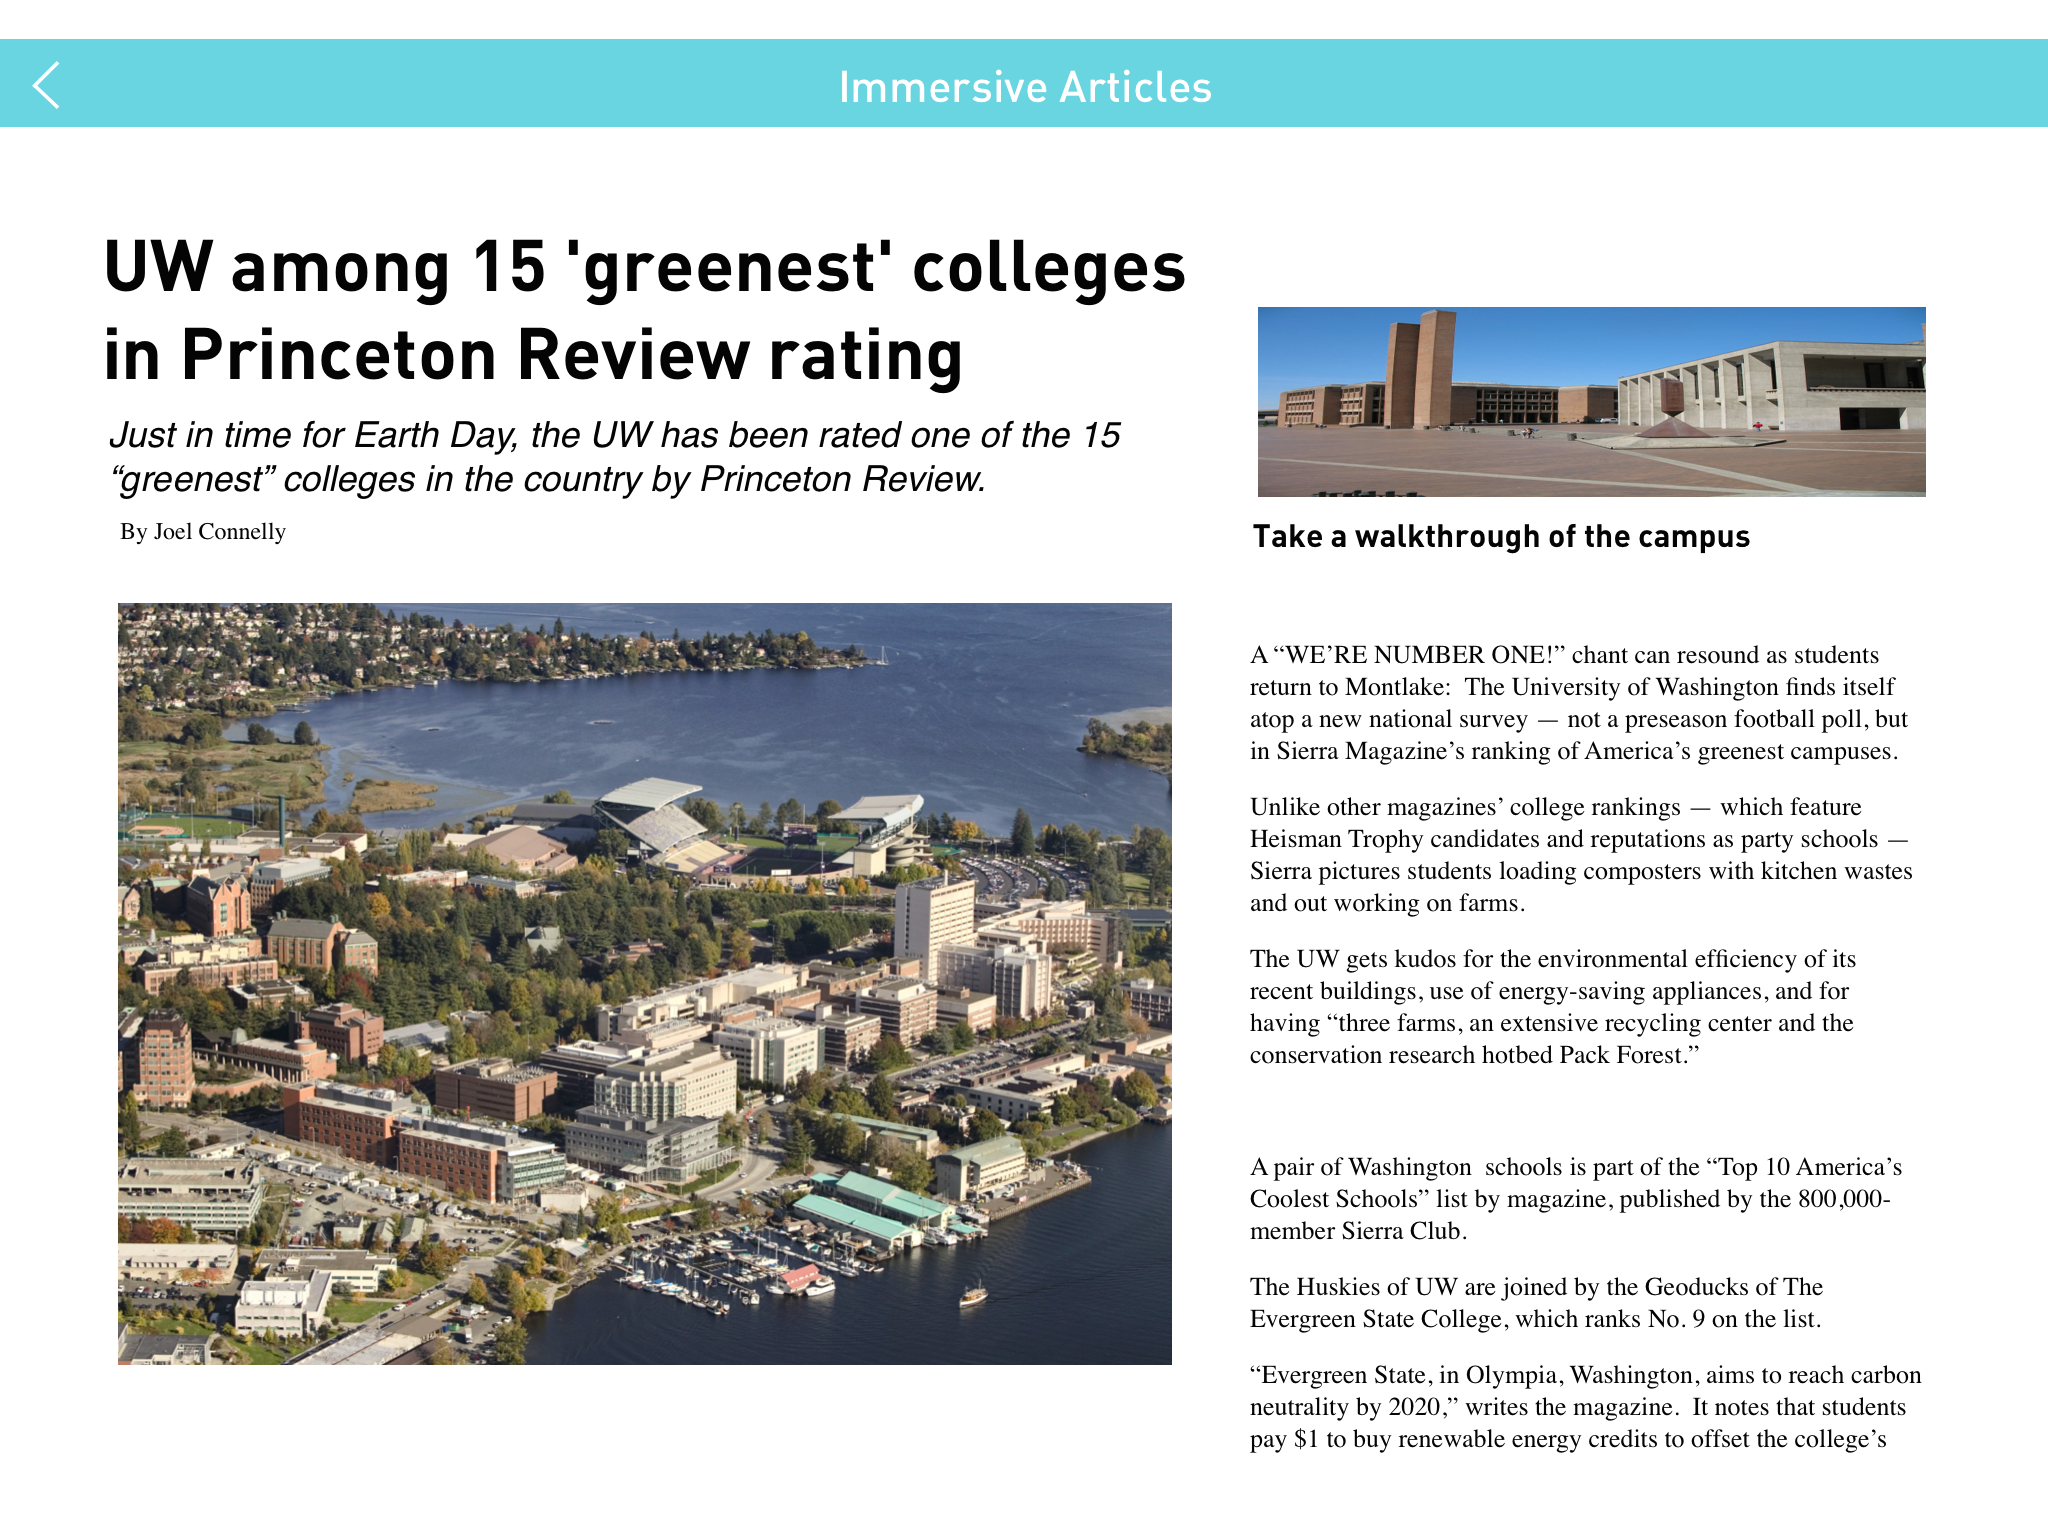 Immersive Articles
UW among 15 'greenest' colleges
in Princeton Review rating
Just in time for Earth Day, the UW has been rated one of the 15
“greenest” colleges in the country by Princeton Review.
By Joel Connelly
Take a walkthrough of the campus
A “WE’RE NUMBER ONE!” chant can resound as students
return to Montlake:  The University of Washington finds itself
atop a new national survey — not a preseason football poll, but
in Sierra Magazine’s ranking of America’s greenest campuses.
Unlike other magazines’ college rankings — which feature
Heisman Trophy candidates and reputations as party schools —
Sierra pictures students loading composters with kitchen wastes
and out working on farms.
The UW gets kudos for the environmental efficiency of its
recent buildings, use of energy-saving appliances, and for
having “three farms, an extensive recycling center and the
conservation research hotbed Pack Forest.”
A pair of Washington  schools is part of the “Top 10 America’s
Coolest Schools” list by magazine, published by the 800,000-
member Sierra Club.
The Huskies of UW are joined by the Geoducks of The
Evergreen State College, which ranks No. 9 on the list.
“Evergreen State, in Olympia, Washington, aims to reach carbon
neutrality by 2020,” writes the magazine.  It notes that students
pay $1 to buy renewable energy credits to offset the college’s